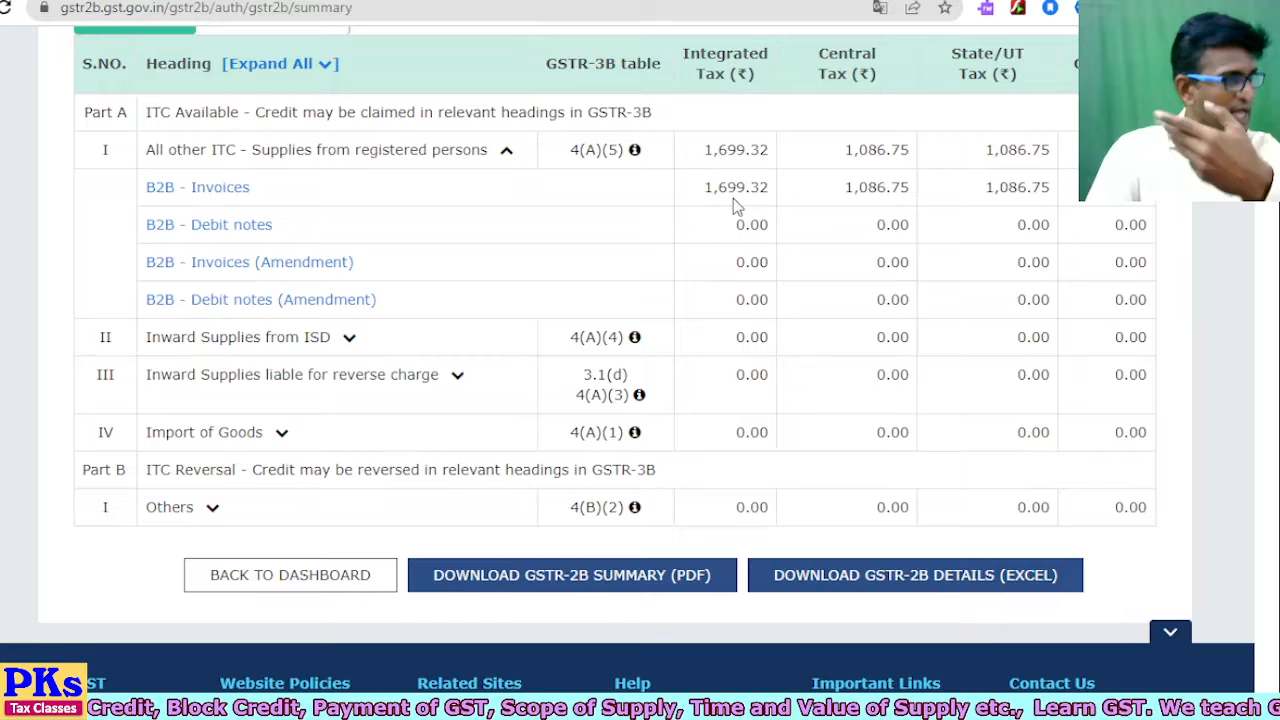 gstr2b.gst.gov.in/gstr2b/auth/gstr2b/summary
S.NO. Heading [Expand All ] GSTR-3B table Integrated Tax (₹) Central Tax (₹) State/UT Tax (₹)
Part A ITC Available - Credit may be claimed in relevant headings in GSTR-3B
I All other ITC - Supplies from registered persons 4(A)(5) 1,699.32 1,086.75 1,086.75
B2B - Invoices 1,699.32 1,086.75 1,086.75
B2B - Debit notes 0.00 0.00 0.00 0.00
B2B - Invoices (Amendment) 0.00 0.00 0.00 0.00
B2B - Debit notes (Amendment) 0.00 0.00 0.00 0.00
II Inward Supplies from ISD 4(A)(4) 0.00 0.00 0.00 0.00
III Inward Supplies liable for reverse charge 3.1(d) 4(A)(3) 0.00 0.00 0.00 0.00
IV Import of Goods 4(A)(1) 0.00 0.00 0.00 0.00
Part B ITC Reversal - Credit may be reversed in relevant headings in GSTR-3B
I Others 4(B)(2) 0.00 0.00 0.00 0.00
BACK TO DASHBOARD DOWNLOAD GSTR-2B SUMMARY (PDF) DOWNLOAD GSTR-2B DETAILS (EXCEL)
ST Website Policies Related Sites Help Important Links Contact Us
PKs
Tax Classes
Credit, Block Credit, Payment of GST, Scope of Supply, Time and Value of Supply etc., Learn GST. We teach